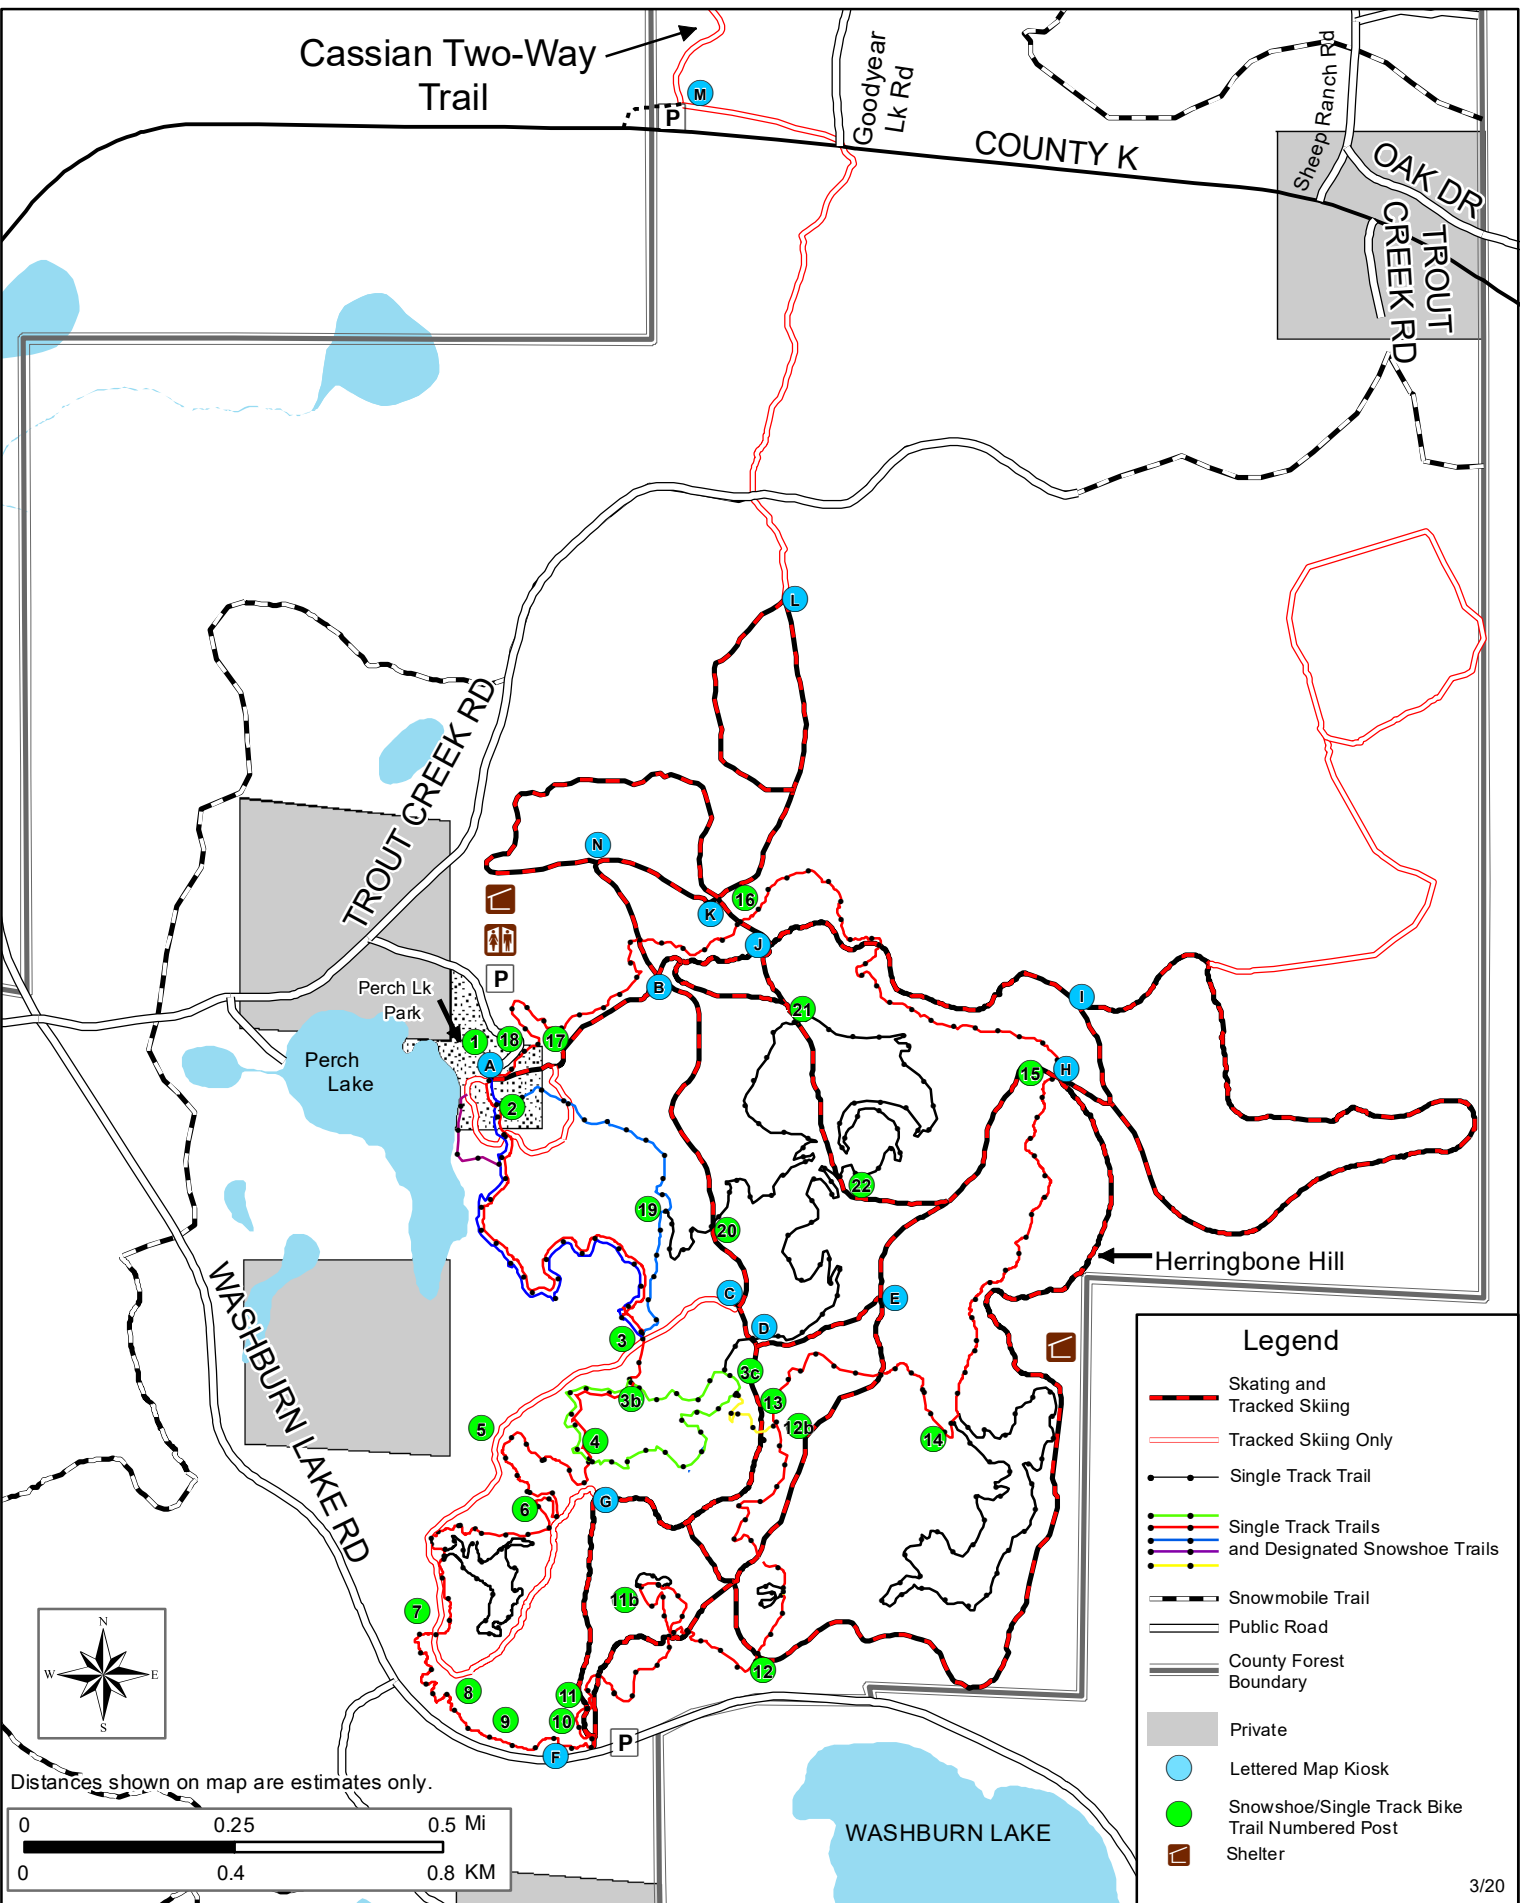 Cassian Two-Way
Trail
M
P
Goodyear
Lk Rd
COUNTY K
Sheep Ranch Rd
OAK DR
TROUT
CREEK RD
L
TROUT CREEK RD
N
K
16
J
P
B
I
Perch Lk
Park
21
1
18
17
A
Perch
Lake
15
H
2
22
19
20
Herringbone Hill
WASHBURN LAKE RD
C
E
D
3
3c
3b
13
12b
5
4
14
G
6
11b
7
12
8
11
9
10
F
P
N
W
E
S
Distances shown on map are estimates only.
0
0.25
0.5
Mi
0
0.4
0.8
KM
WASHBURN LAKE
Legend
Skating and
Tracked Skiing
Tracked Skiing Only
Single Track Trail
Single Track Trails
and Designated Snowshoe Trails
Snowmobile Trail
Public Road
County Forest
Boundary
Private
Lettered Map Kiosk
Snowshoe/Single Track Bike
Trail Numbered Post
Shelter
3/20